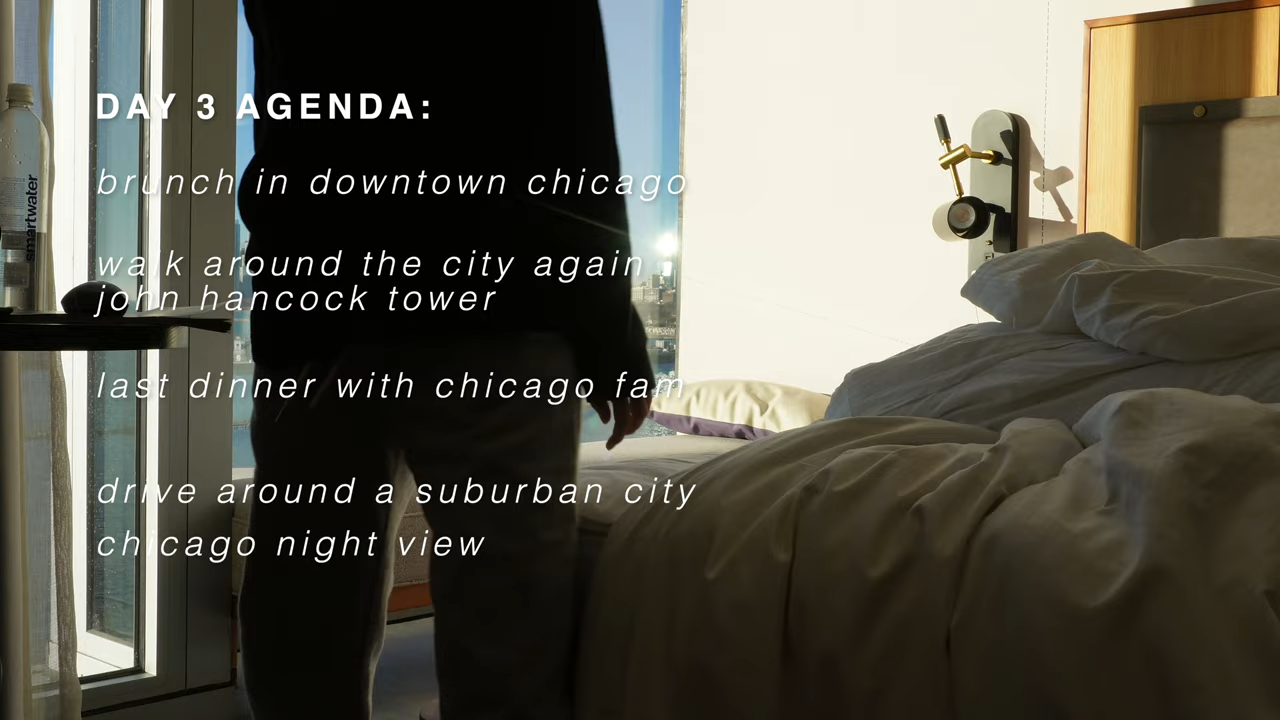 DAY 3 AGENDA:
brunch in downtown chicago
walk around the city again
john hancock tower
last dinner with chicago fam
drive around a suburban city
chicago night view
smartwater